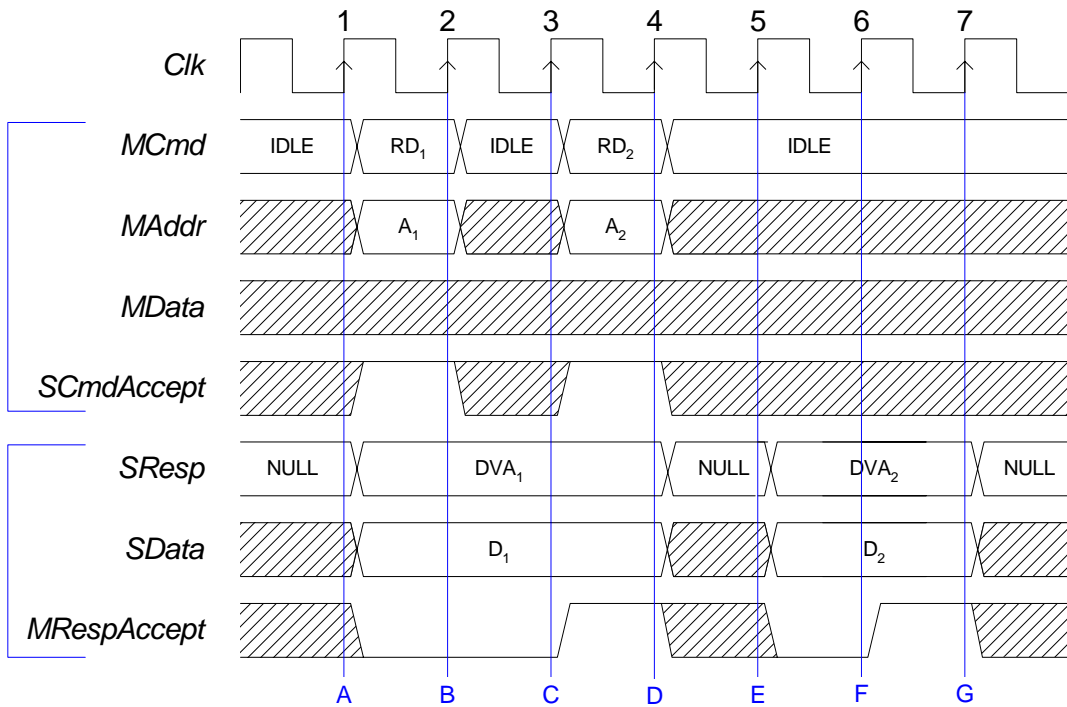 1 2 3 4 5 6 7
Clk
MCmd IDLE RD₁ IDLE RD₂ IDLE
MAddr A₁ A₂
MData
SCmdAccept
SResp NULL DVA₁ NULL DVA₂ NULL
SData D₁ D₂
MRespAccept
A B C D E F G